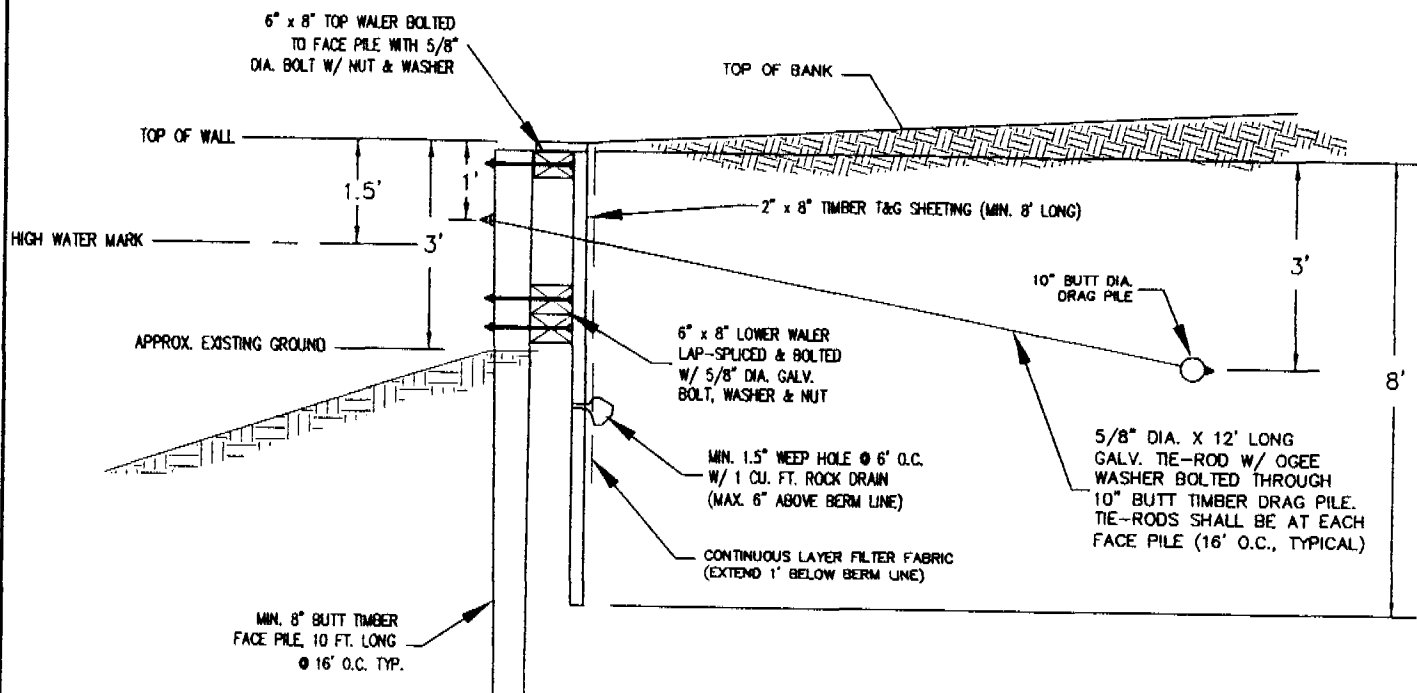 6" x 8" TOP WALER BOLTED
TO FACE PILE WITH 5/8"
DIA. BOLT W/ NUT & WASHER
TOP OF BANK
TOP OF WALL
1.5'
1'
3'
HIGH WATER MARK
2" x 8" TIMBER T&G SHEETING (MIN. 8' LONG)
3'
10" BUTT DIA.
DRAG PILE
APPROX. EXISTING GROUND
6" x 8" LOWER WALER
LAP-SPLICED & BOLTED
W/ 5/8" DIA. GALV.
BOLT, WASHER & NUT
8'
MIN. 1.5" WEEP HOLE @ 6' O.C.
W/ 1 CU. FT. ROCK DRAIN
(MAX. 6" ABOVE BERM LINE)
5/8" DIA. X 12' LONG
GALV. TIE-ROD W/ OGEE
WASHER BOLTED THROUGH
10" BUTT TIMBER DRAG PILE.
TIE-RODS SHALL BE AT EACH
FACE PILE (16' O.C., TYPICAL)
CONTINUOUS LAYER FILTER FABRIC
(EXTEND 1' BELOW BERM LINE)
MIN. 8" BUTT TIMBER
FACE PILE, 10 FT. LONG
@ 16' O.C. TYP.